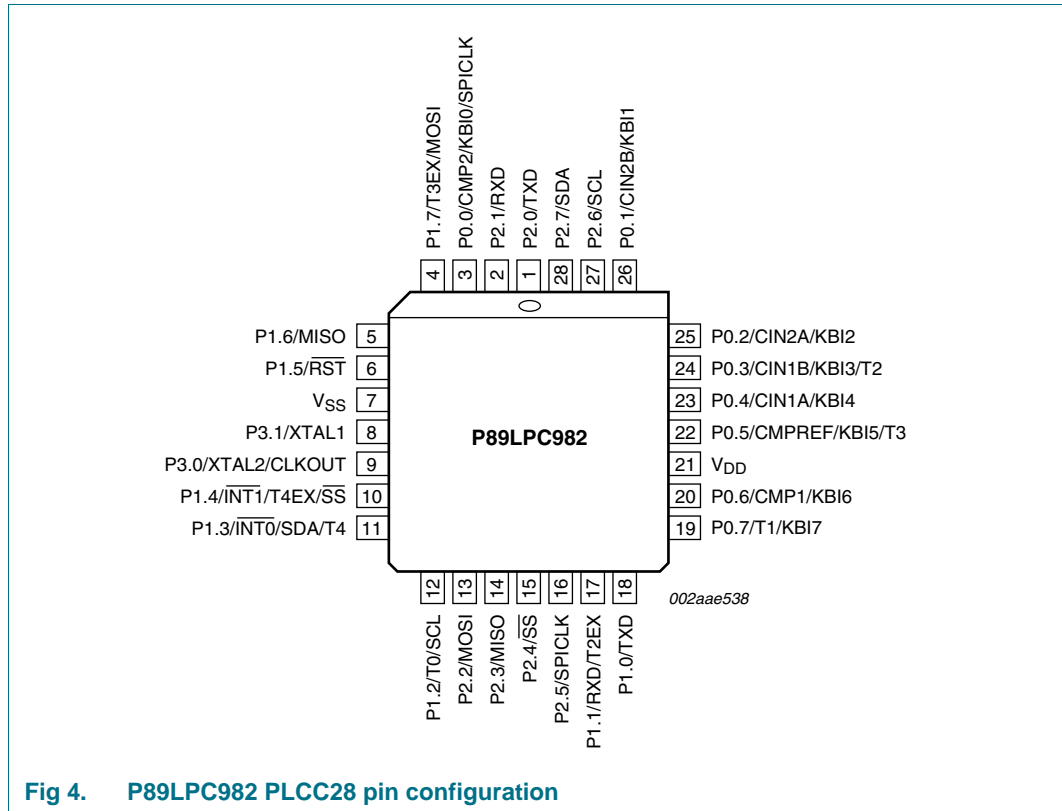 P1.7/T3EX/MOSI
P0.0/CMP2/KBI0/SPICLK
P2.1/RXD
P2.0/TXD
P2.7/SDA
P2.6/SCL
P0.1/CIN2B/KBI1
4
3
2
1
28
27
26
P1.6/MISO 5
P1.5/R̅S̅T̅ 6
VSS 7
P3.1/XTAL1 8
P3.0/XTAL2/CLKOUT 9
P1.4/I̅N̅T̅1̅/T4EX/S̅S̅ 10
P1.3/I̅N̅T̅0̅/SDA/T4 11
P89LPC982
25 P0.2/CIN2A/KBI2
24 P0.3/CIN1B/KBI3/T2
23 P0.4/CIN1A/KBI4
22 P0.5/CMPREF/KBI5/T3
21 VDD
20 P0.6/CMP1/KBI6
19 P0.7/T1/KBI7
12
13
14
15
16
17
18
P1.2/T0/SCL
P2.2/MOSI
P2.3/MISO
P2.4/S̅S̅
P2.5/SPICLK
P1.1/RXD/T2EX
P1.0/TXD
002aae538
Fig 4. P89LPC982 PLCC28 pin configuration